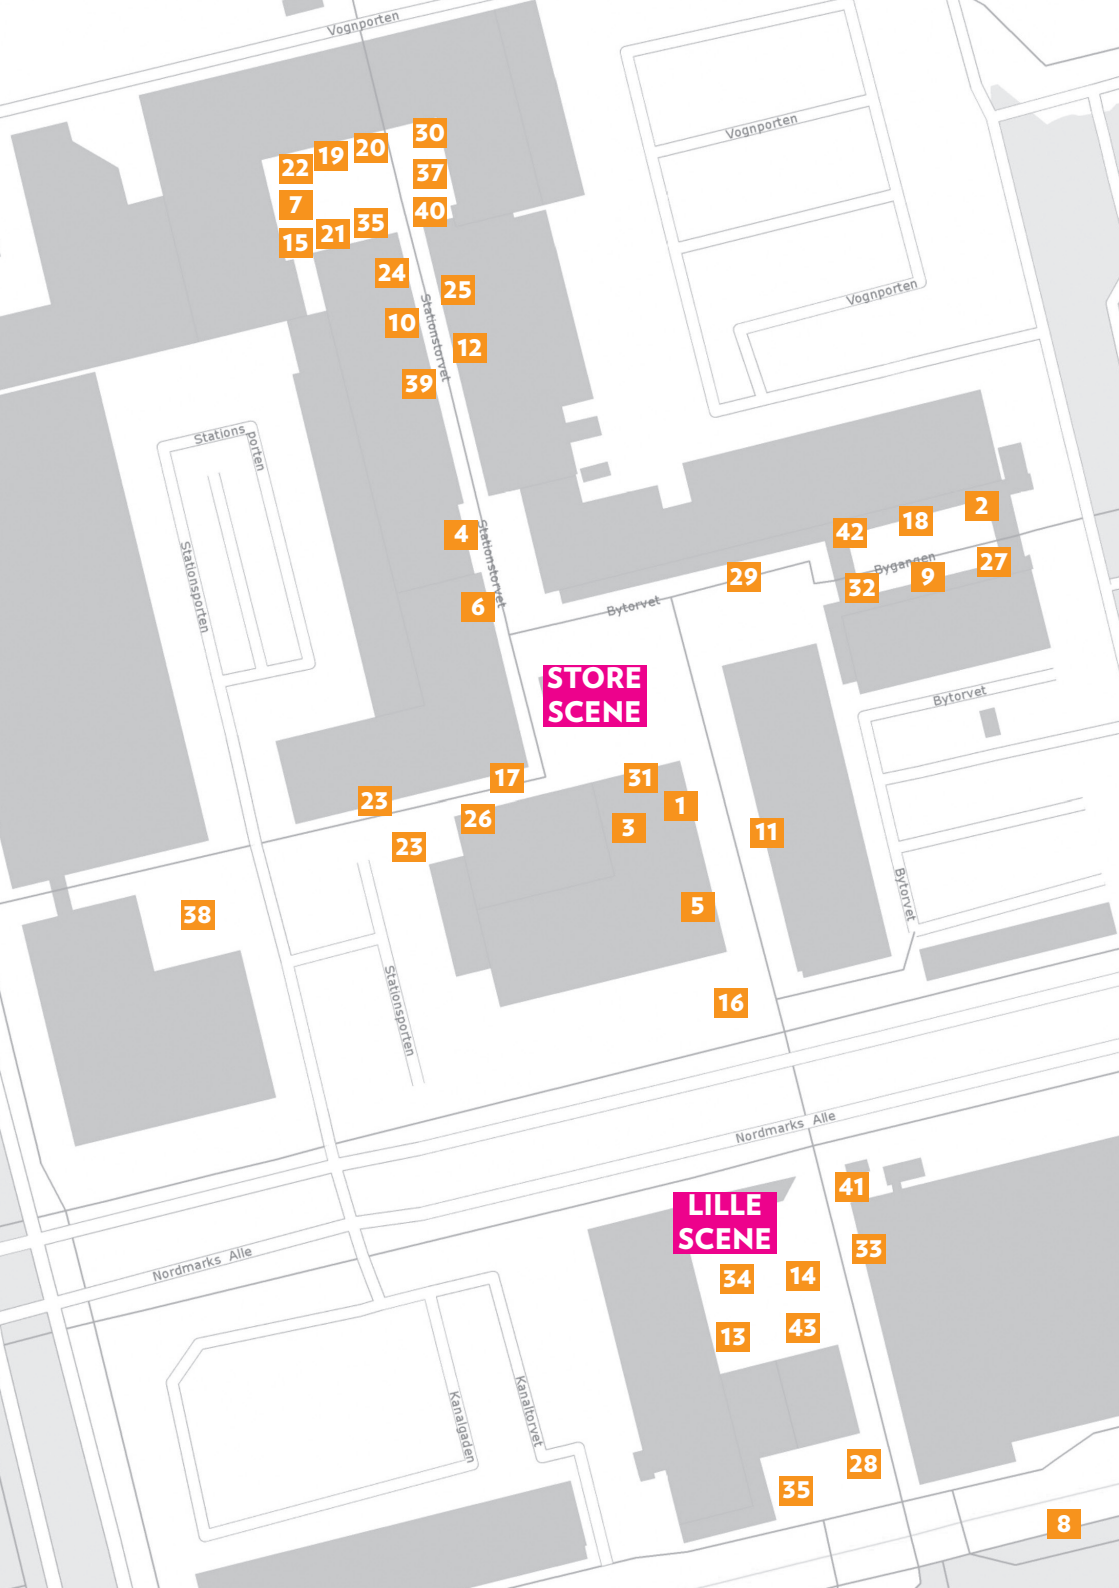 Vognporten
30
20
19
22
37
7
40
35
21
15
24
25
Stationstorvet
10
12
39
Vognporten
Vognporten
Stations
porten
Stationsporten
4
Stationstorvet
6
2
18
42
Bygangen
27
9
32
29
Bytorvet
STORE
SCENE
Bytorvet
17
31
23
1
26
3
11
23
5
Bytorvet
38
Stationsporten
16
Nordmarks Alle
41
LILLE
SCENE
33
Nordmarks Alle
34
14
13
43
Kanalgaden
Kanaltorvet
28
35
8